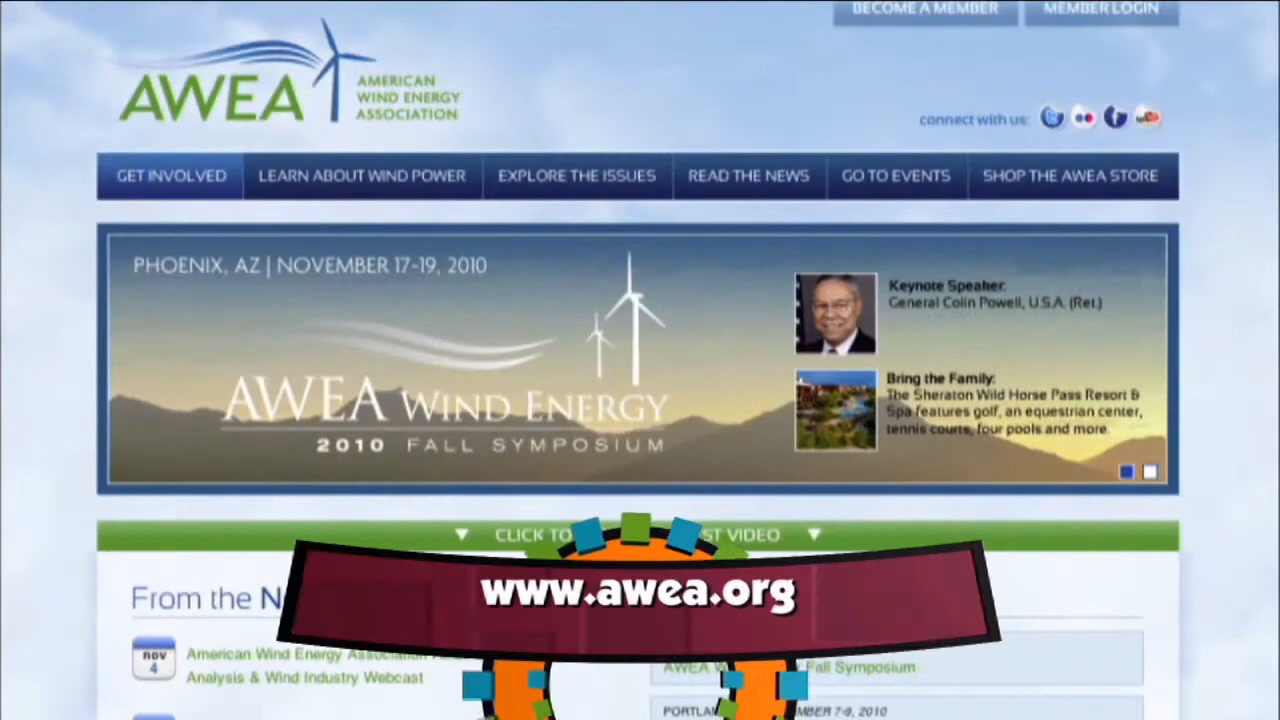 BECOME A MEMBER
MEMBER LOGIN
AWEA
AMERICAN
WIND ENERGY
ASSOCIATION
connect with us:
GET INVOLVED
LEARN ABOUT WIND POWER
EXPLORE THE ISSUES
READ THE NEWS
GO TO EVENTS
SHOP THE AWEA STORE
PHOENIX, AZ | NOVEMBER 17-19, 2010
AWEA WIND ENERGY
2010 FALL SYMPOSIUM
Keynote Speaker:
General Colin Powell, U.S.A. (Ret.)
Bring the Family:
The Sheraton Wild Horse Pass Resort &
Spa features golf, an equestrian center,
tennis courts, four pools and more.
CLICK TO ST VIDEO
www.awea.org
From the N
nov
4
American Wind Energy Association
Analysis & Wind Industry Webcast
AWEA W Fall Symposium
PORTLAN MBER 7-8, 2010